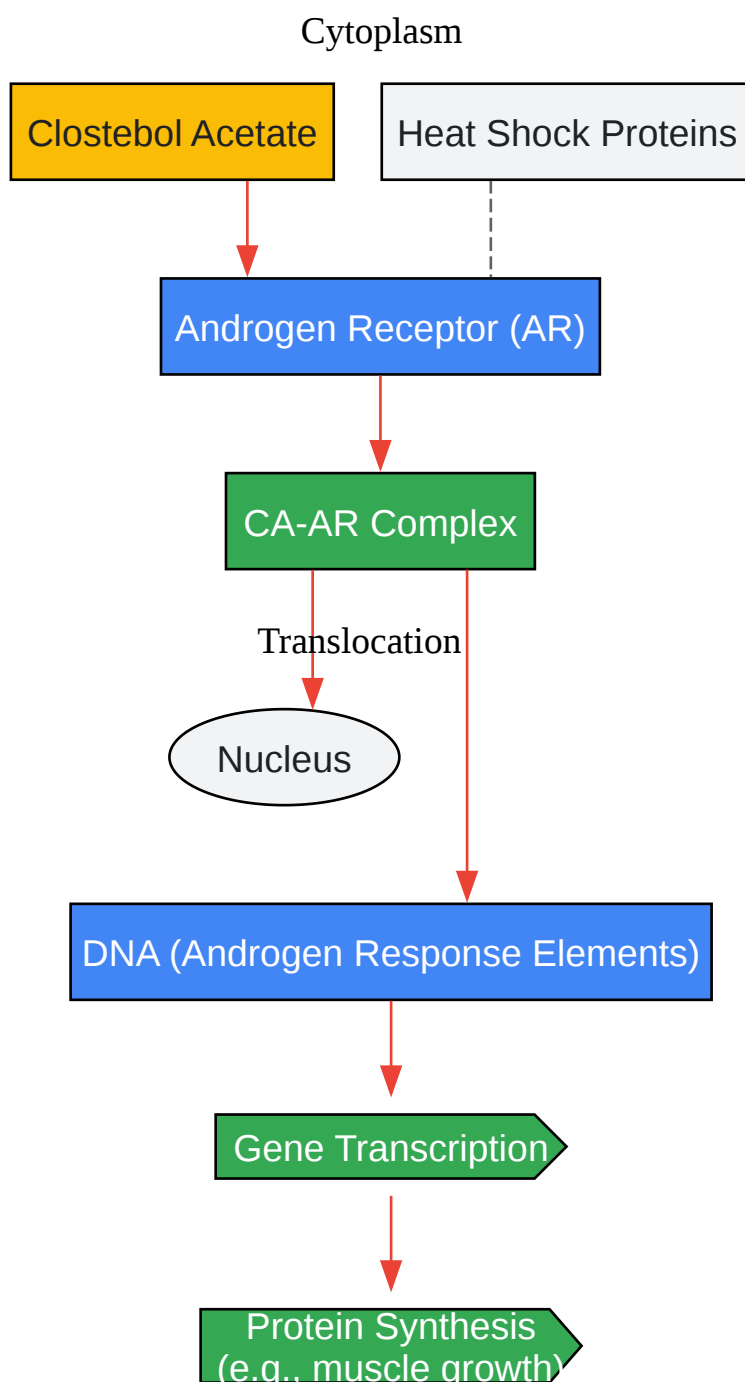 Cytoplasm
Clostebol Acetate
Heat Shock Proteins
Androgen Receptor (AR)
CA-AR Complex
Translocation
Nucleus
DNA (Androgen Response Elements)
Gene Transcription
Protein Synthesis
(e.g., muscle growth)